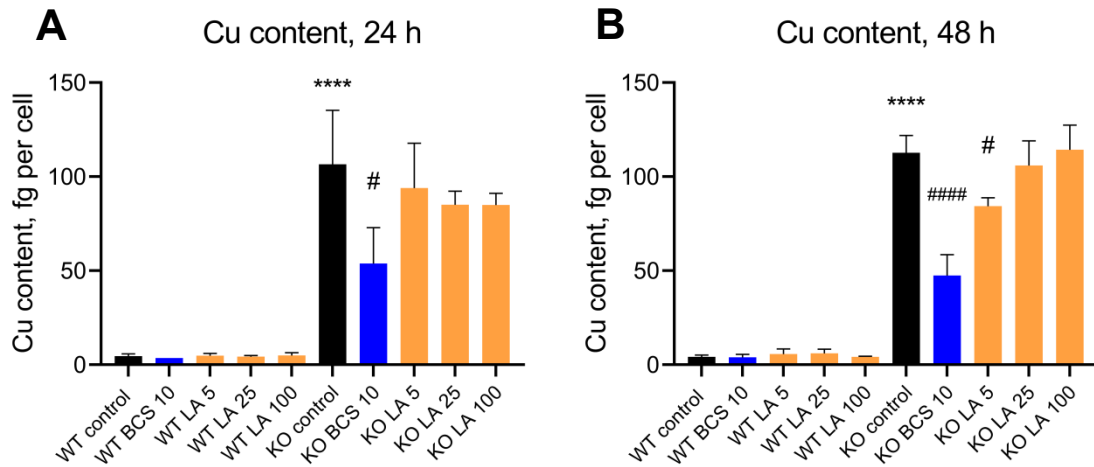 A
Cu content, 24 h
Cu content, fg per cell
150
100
50
0
****
#
WT control
WT BCS 10
WT LA 5
WT LA 25
WT LA 100
KO control
KO BCS 10
KO LA 5
KO LA 25
KO LA 100
B
Cu content, 48 h
Cu content, fg per cell
150
100
50
0
****
####
#
WT control
WT BCS 10
WT LA 5
WT LA 25
WT LA 100
KO control
KO BCS 10
KO LA 5
KO LA 25
KO LA 100